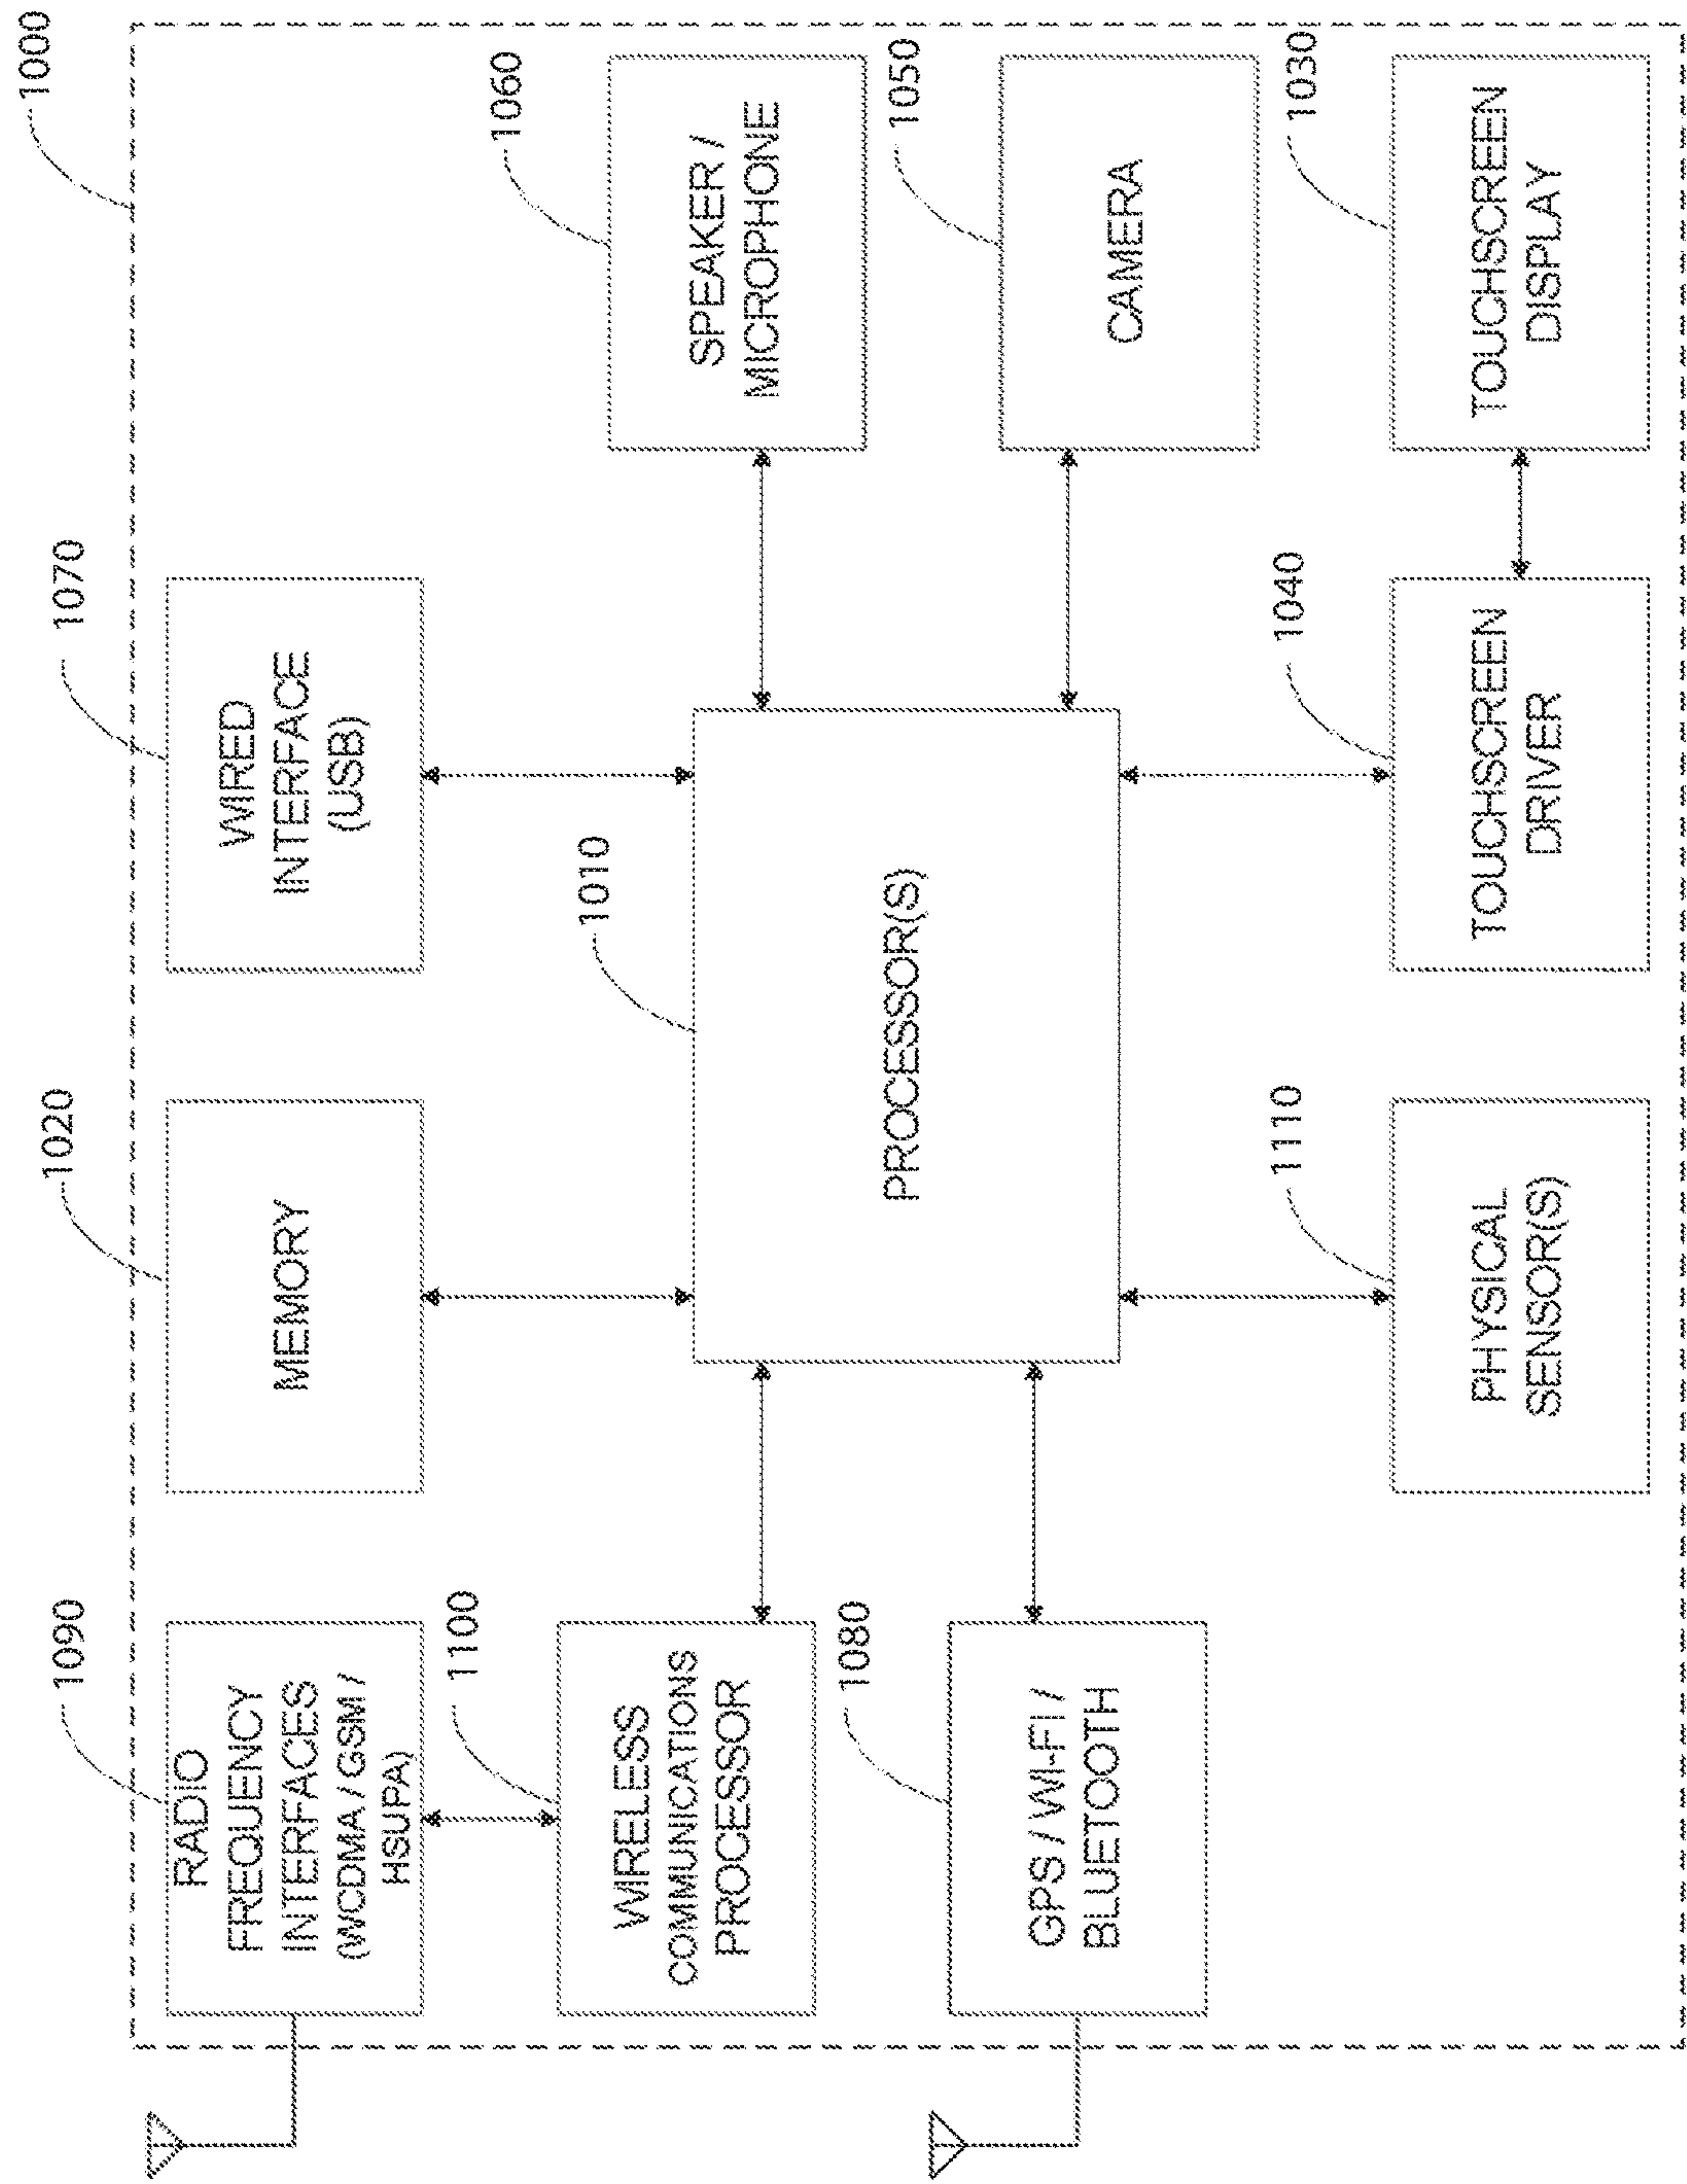 1000
1090
RADIO
FREQUENCY
INTERFACES
(WCDMA / GSM /
HSUPA)
1020
MEMORY
1070
WIRED
INTERFACE
(USB)
1100
WIRELESS
COMMUNICATIONS
PROCESSOR
1010
PROCESSOR(S)
1060
SPEAKER /
MICROPHONE
1080
GPS / WI-FI /
BLUETOOTH
1050
CAMERA
1110
PHYSICAL
SENSOR(S)
1040
TOUCHSCREEN
DRIVER
1030
TOUCHSCREEN
DISPLAY